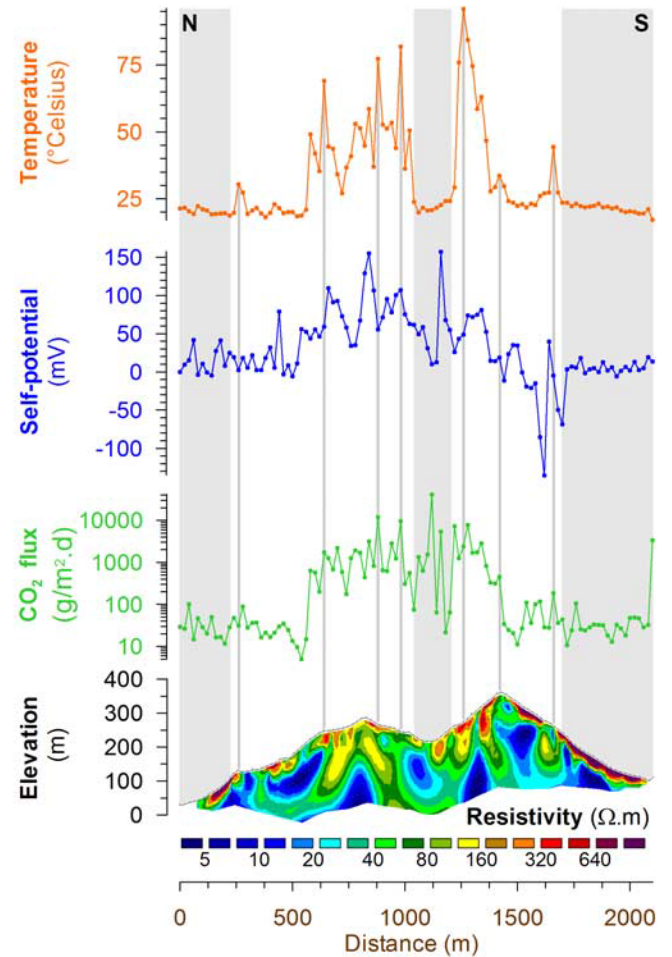 N
S
Temperature
(°Celsius)
75
50
25
Self-potential
(mV)
150
100
50
0
-50
-100
CO₂ flux
(g/m².d)
10000
1000
100
10
Elevation
(m)
400
300
200
100
0
Resistivity (Ω.m)
5 10 20 40 80 160 320 640
0 500 1000 1500 2000
Distance (m)